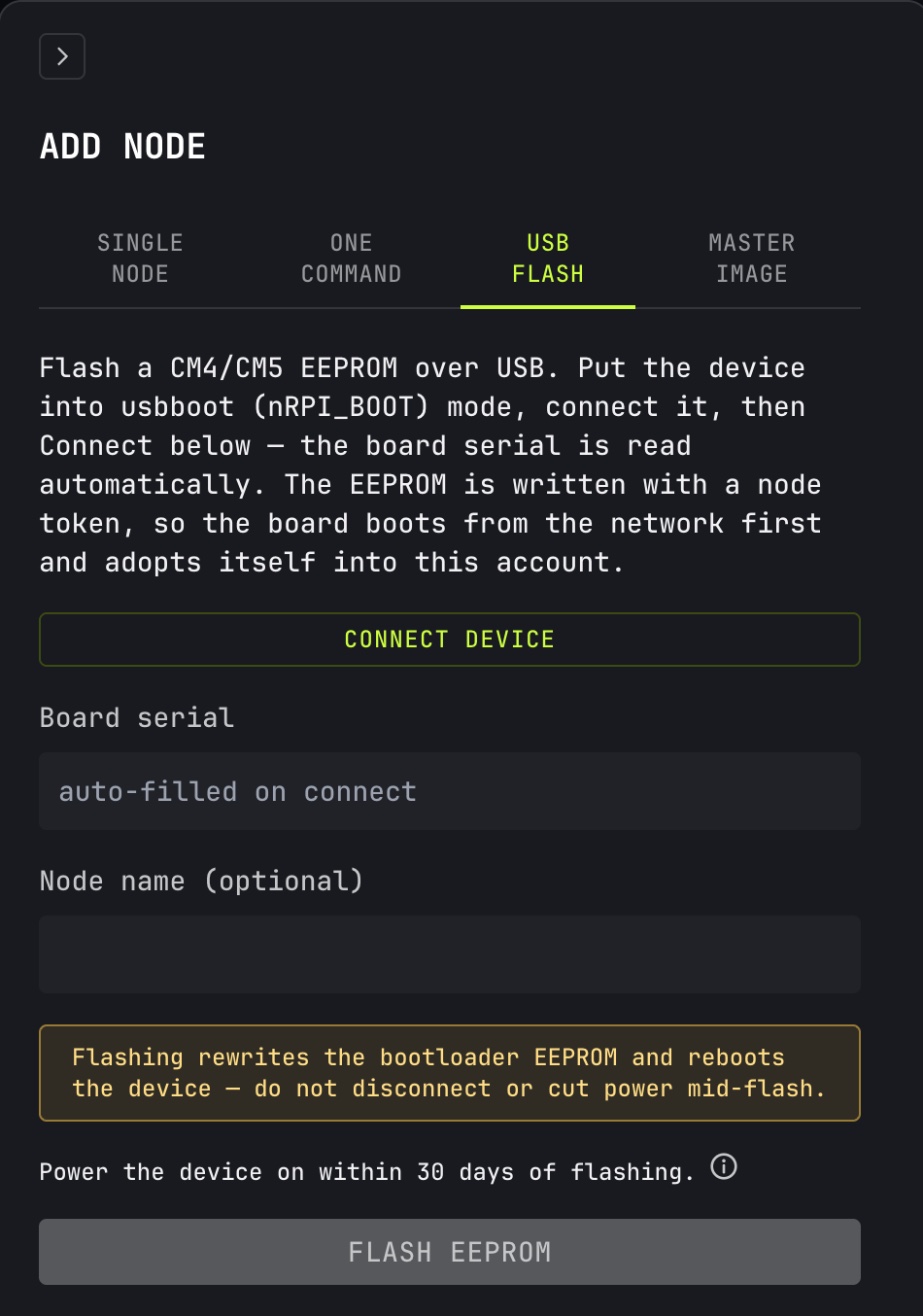 ADD NODE
SINGLE
NODE
ONE
COMMAND
USB
FLASH
MASTER
IMAGE
Flash a CM4/CM5 EEPROM over USB. Put the device
into usbboot (nRPI_BOOT) mode, connect it, then
Connect below — the board serial is read
automatically. The EEPROM is written with a node
token, so the board boots from the network first
and adopts itself into this account.
CONNECT DEVICE
Board serial
auto-filled on connect
Node name (optional)
Flashing rewrites the bootloader EEPROM and reboots
the device — do not disconnect or cut power mid-flash.
Power the device on within 30 days of flashing.
FLASH EEPROM